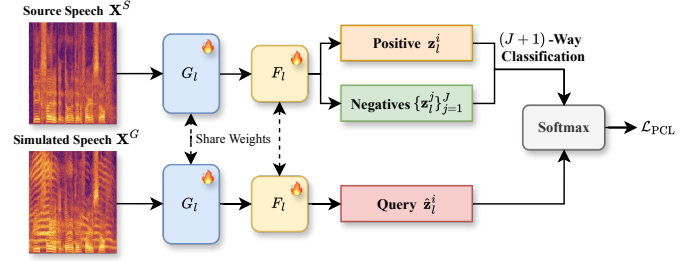 Source Speech X^S
G_l
F_l
Positive z_l^i
Negatives {z_l^j}_{j=1}^J
(J + 1) -Way
Classification
Softmax
L_PCL
Share Weights
Simulated Speech X^G
G_l
F_l
Query ẑ_l^i